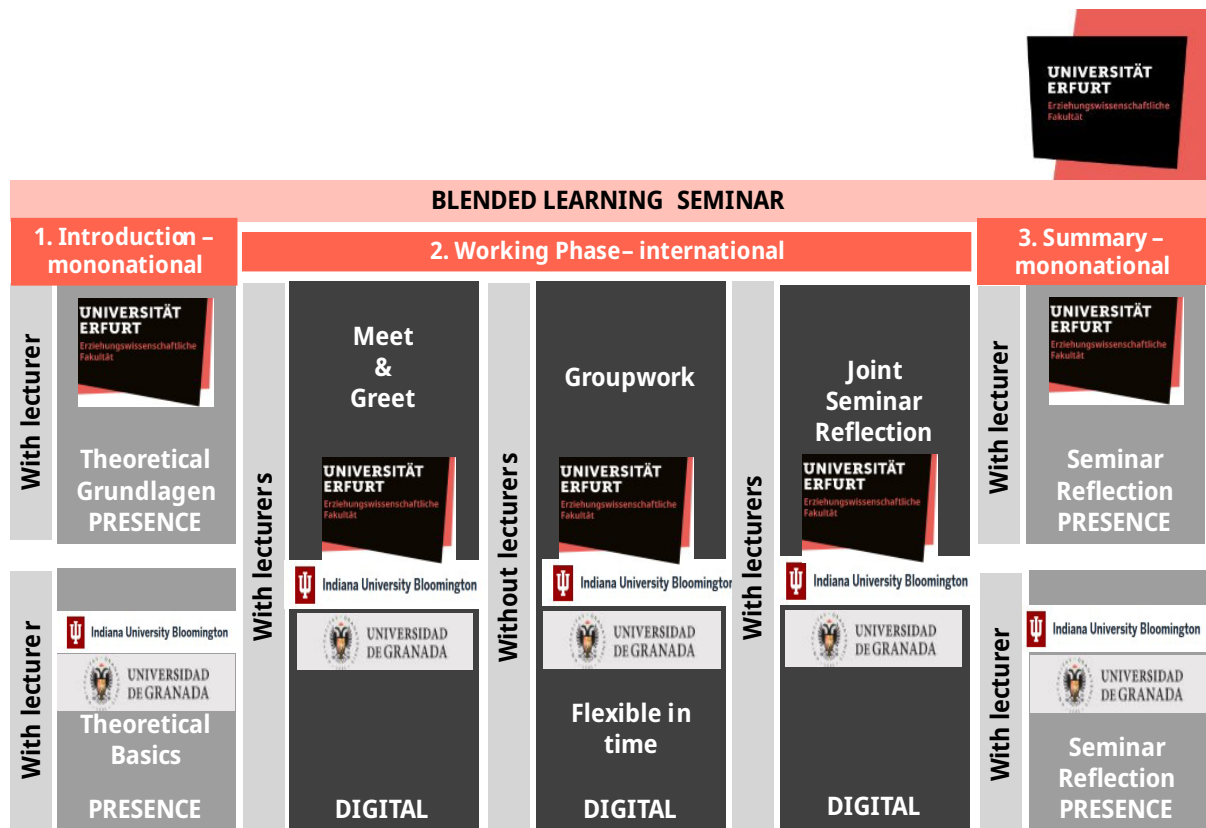 UNIVERSITÄT
ERFURT
Erziehungswissenschaftliche
Fakultät
BLENDED LEARNING SEMINAR
1. Introduction –
mononational
2. Working Phase – international
3. Summary –
mononational
With lecturer
UNIVERSITÄT
ERFURT
Erziehungswissenschaftliche
Fakultät
Theoretical
Grundlagen
PRESENCE
With lecturer
Indiana University Bloomington
UNIVERSIDAD
DE GRANADA
Theoretical
Basics
PRESENCE
With lecturers
Meet
&
Greet
UNIVERSITÄT
ERFURT
Erziehungswissenschaftliche
Fakultät
Indiana University Bloomington
UNIVERSIDAD
DE GRANADA
DIGITAL
Without lecturers
Groupwork
UNIVERSITÄT
ERFURT
Erziehungswissenschaftliche
Fakultät
Indiana University Bloomington
UNIVERSIDAD
DE GRANADA
Flexible in
time
DIGITAL
With lecturers
Joint
Seminar
Reflection
UNIVERSITÄT
ERFURT
Erziehungswissenschaftliche
Fakultät
Indiana University Bloomington
UNIVERSIDAD
DE GRANADA
DIGITAL
With lecturer
UNIVERSITÄT
ERFURT
Erziehungswissenschaftliche
Fakultät
Seminar
Reflection
PRESENCE
With lecturer
Indiana University Bloomington
UNIVERSIDAD
DE GRANADA
Seminar
Reflection
PRESENCE